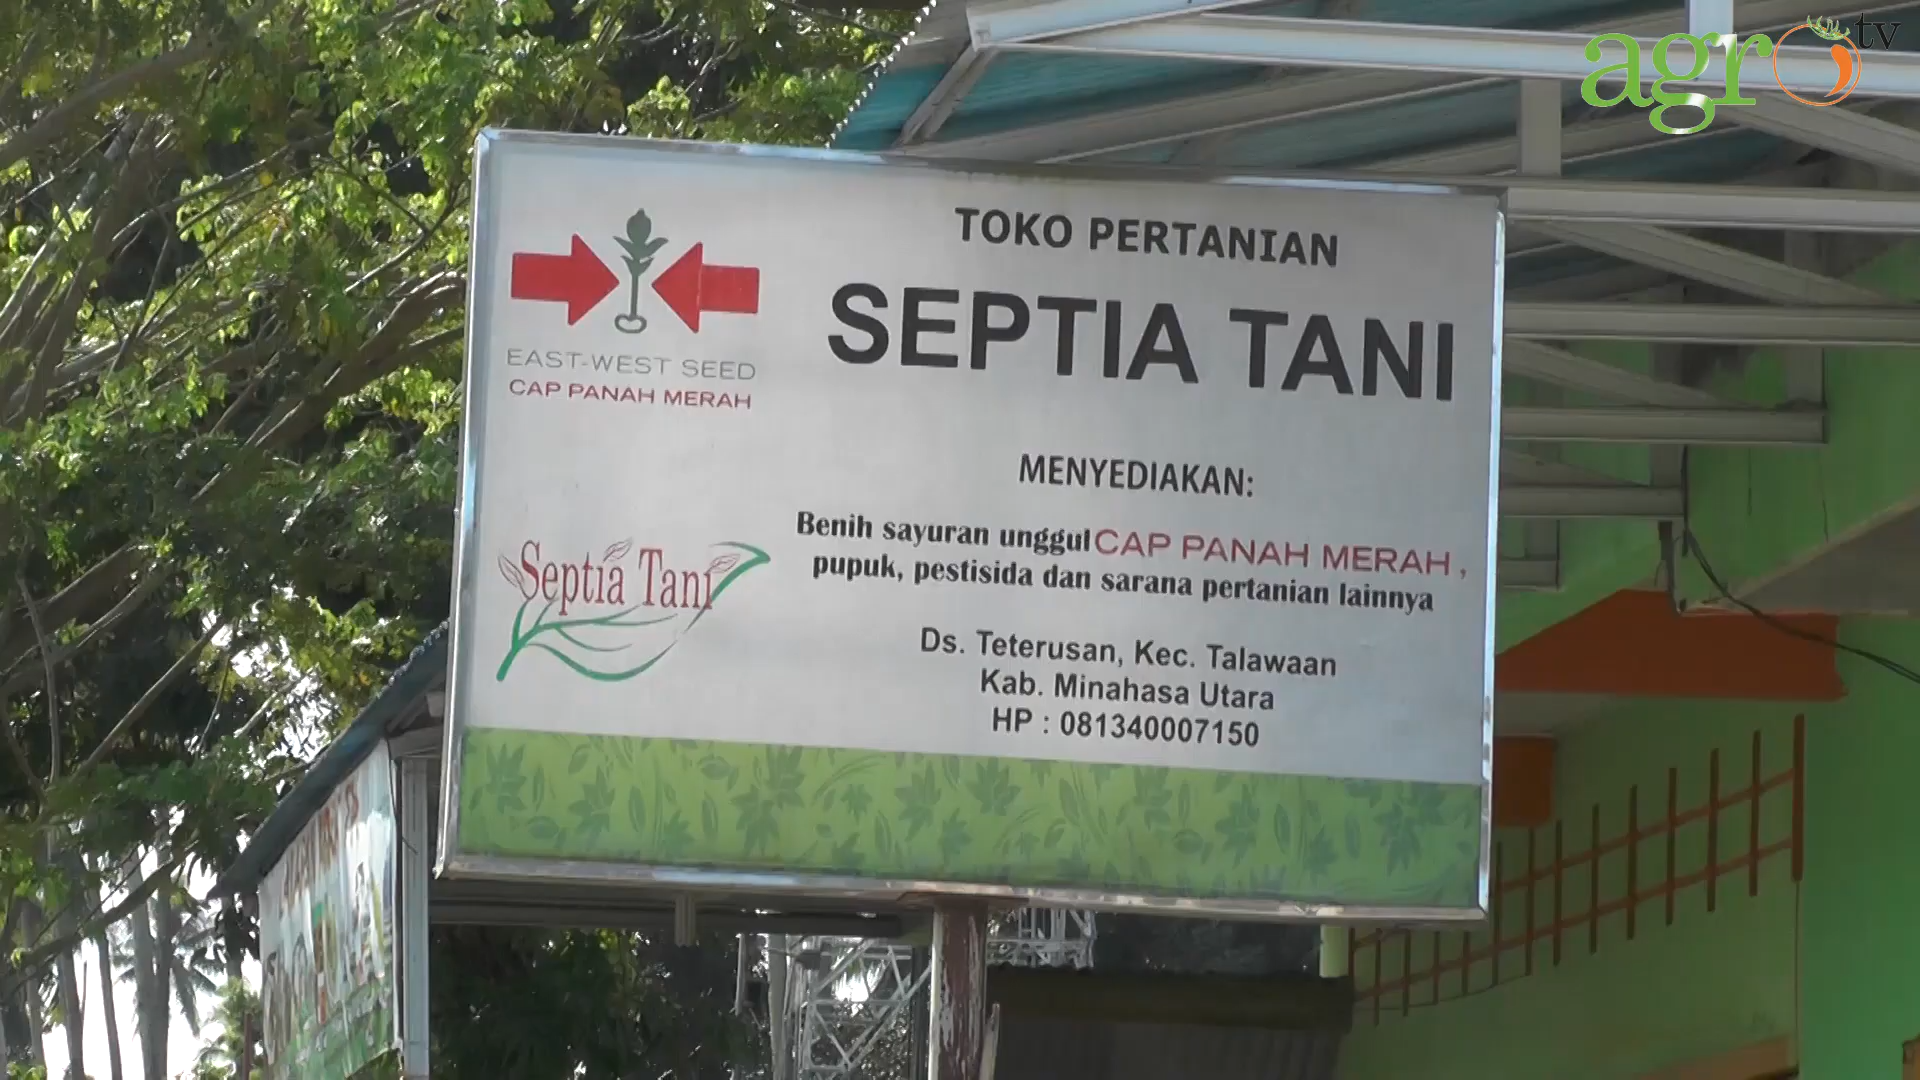 agro tv
TOKO PERTANIAN
SEPTIA TANI
EAST-WEST SEED
CAP PANAH MERAH
MENYEDIAKAN:
Benih sayuran unggul CAP PANAH MERAH ,
pupuk, pestisida dan sarana pertanian lainnya
Septia Tani
Ds. Teterusan, Kec. Talawaan
Kab. Minahasa Utara
HP : 081340007150